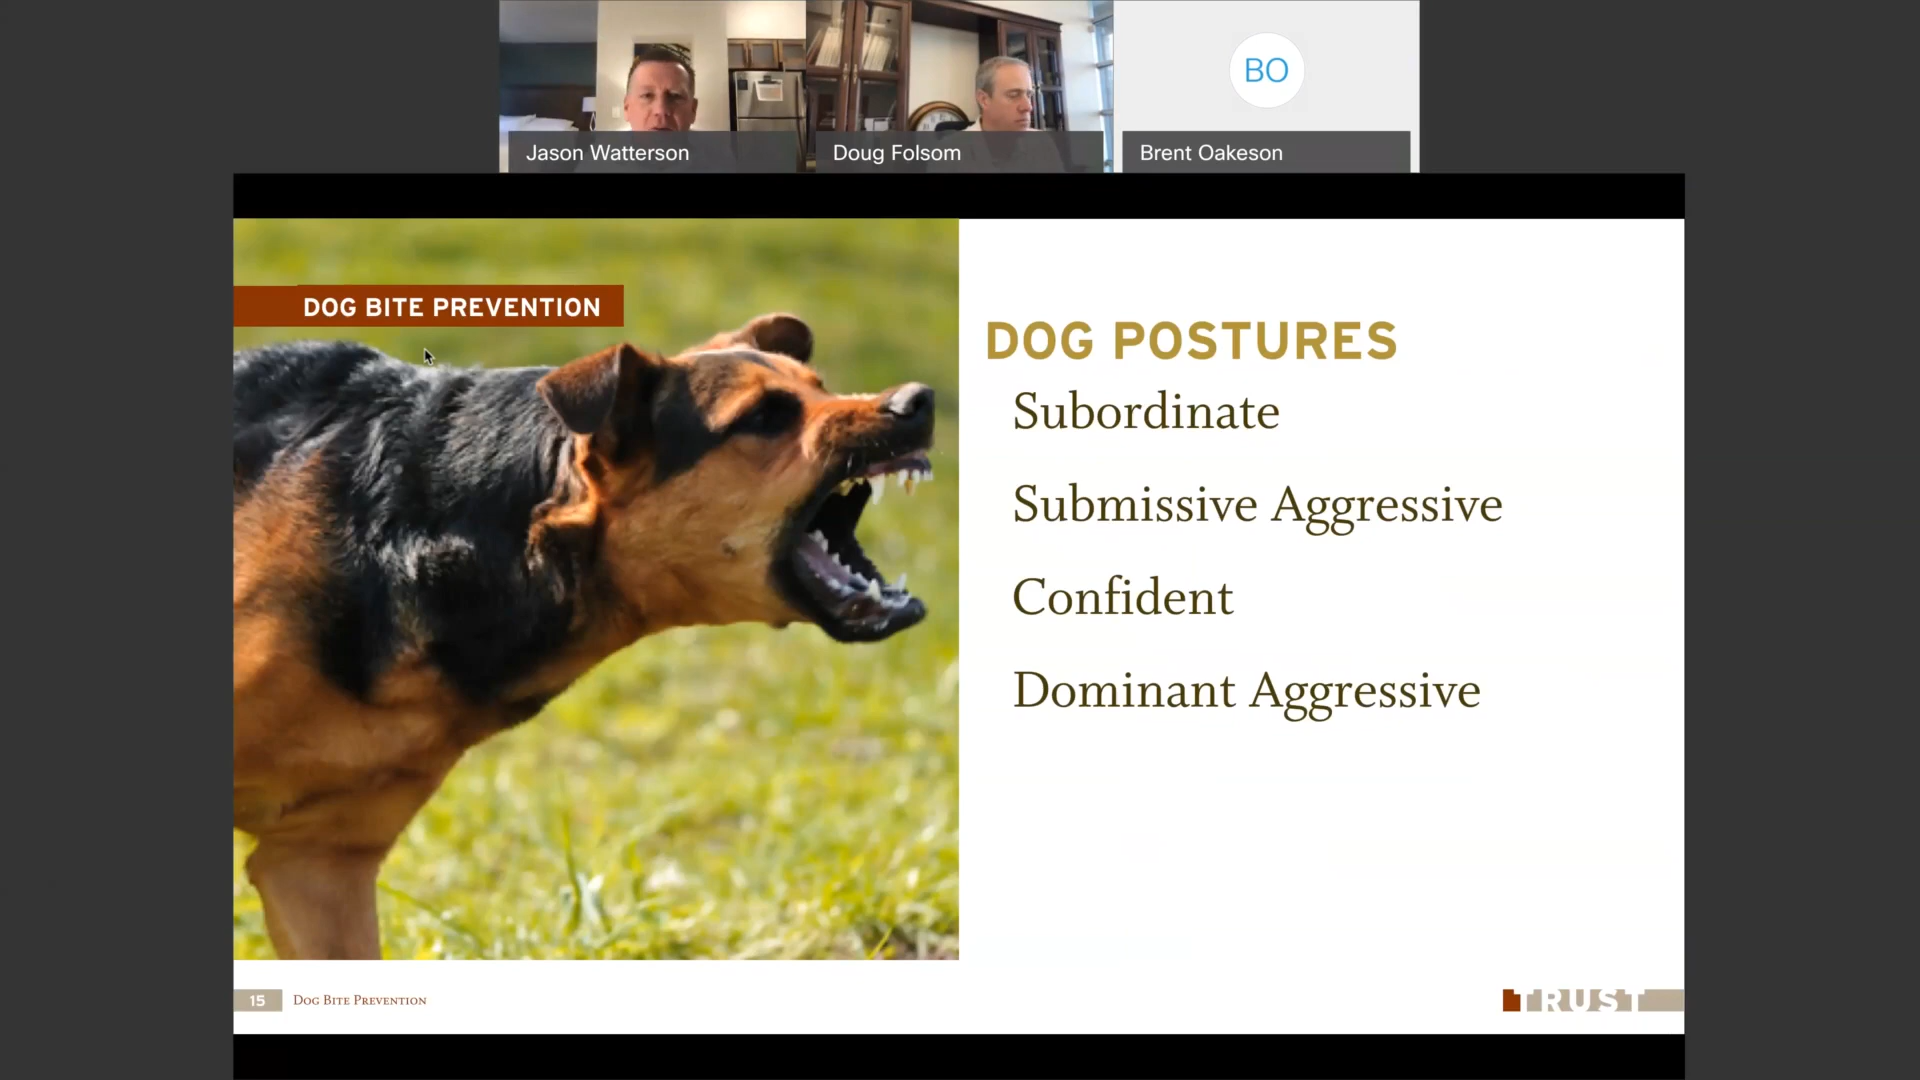 BO
Jason Watterson
Doug Folsom
Brent Oakeson
DOG BITE PREVENTION
DOG POSTURES
Subordinate
Submissive Aggressive
Confident
Dominant Aggressive
15
Dog Bite Prevention
TRUST